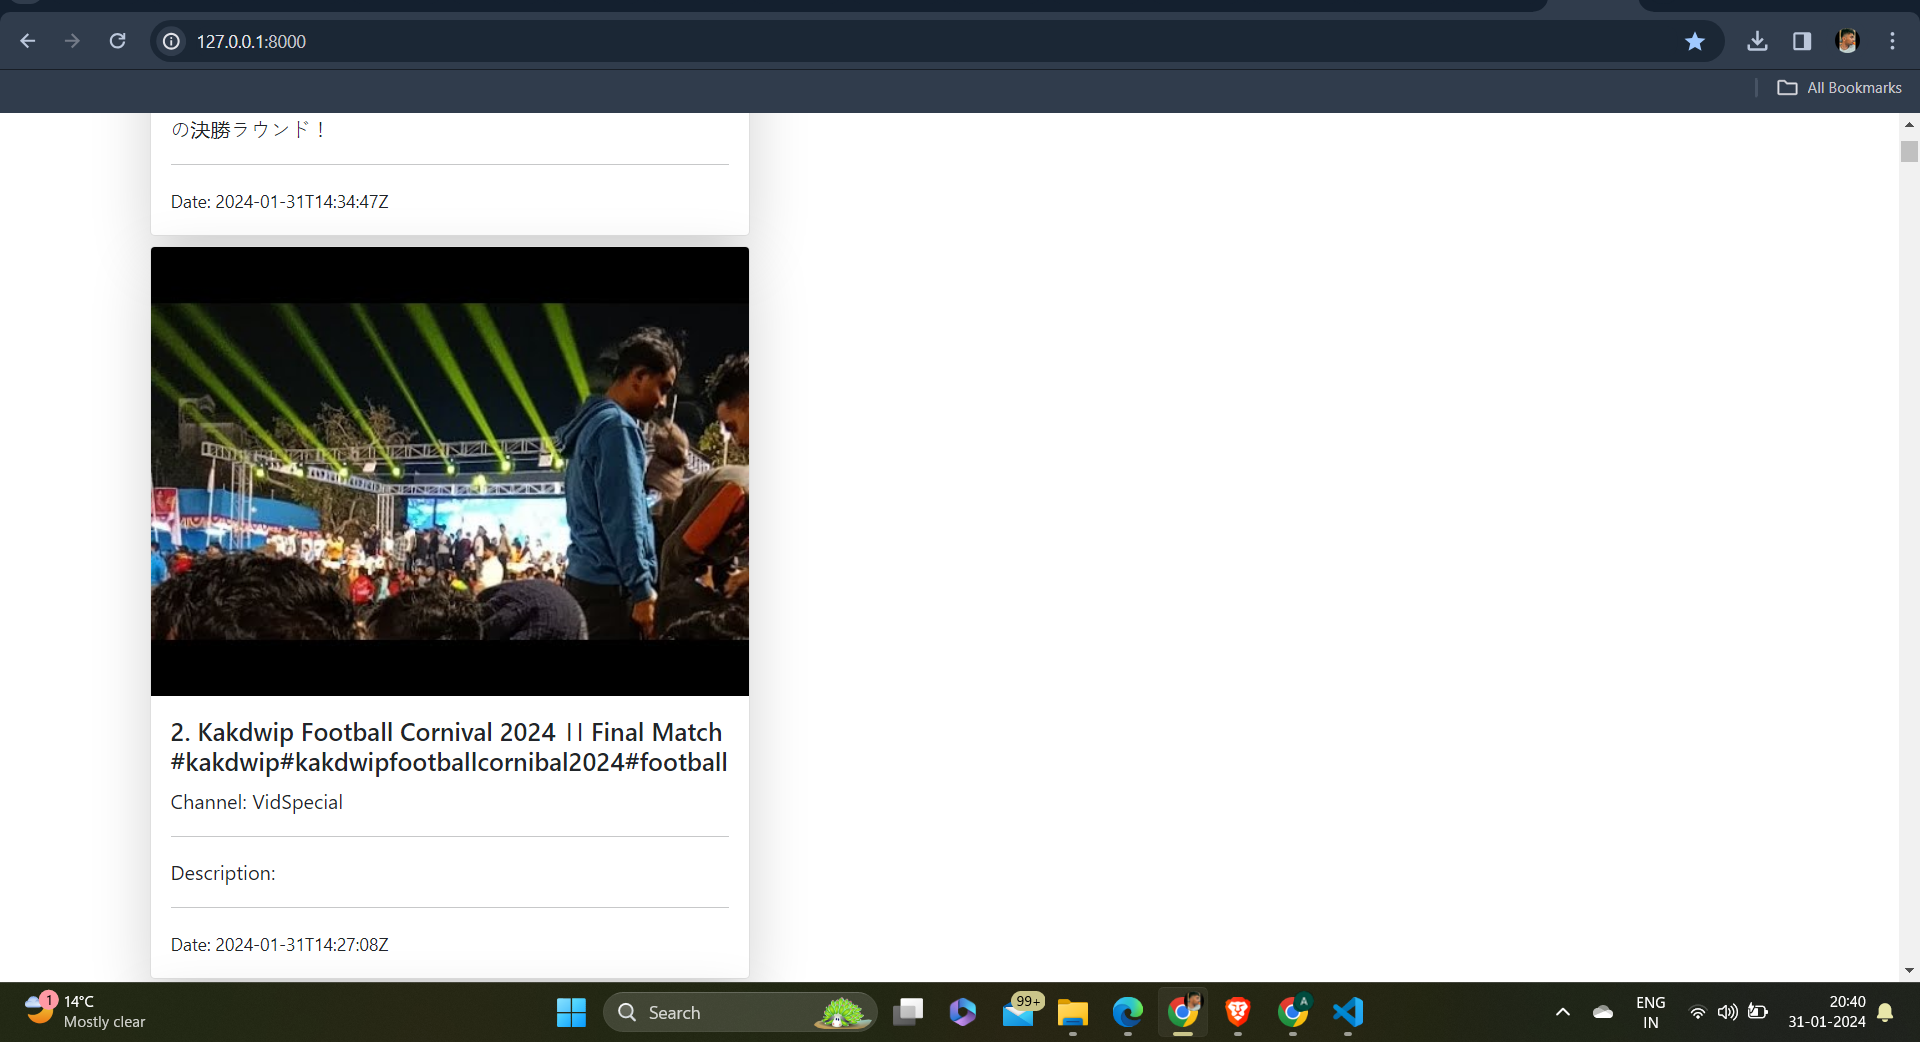 127.0.0.1:8000
All Bookmarks
の決勝ラウンド！
Date: 2024-01-31T14:34:47Z
2. Kakdwip Football Cornival 2024 || Final Match
#kakdwip#kakdwipfootballcornibal2024#football
Channel: VidSpecial
Description:
Date: 2024-01-31T14:27:08Z
1
14°C
Mostly clear
Search
99+
A
ENG
IN
20:40
31-01-2024